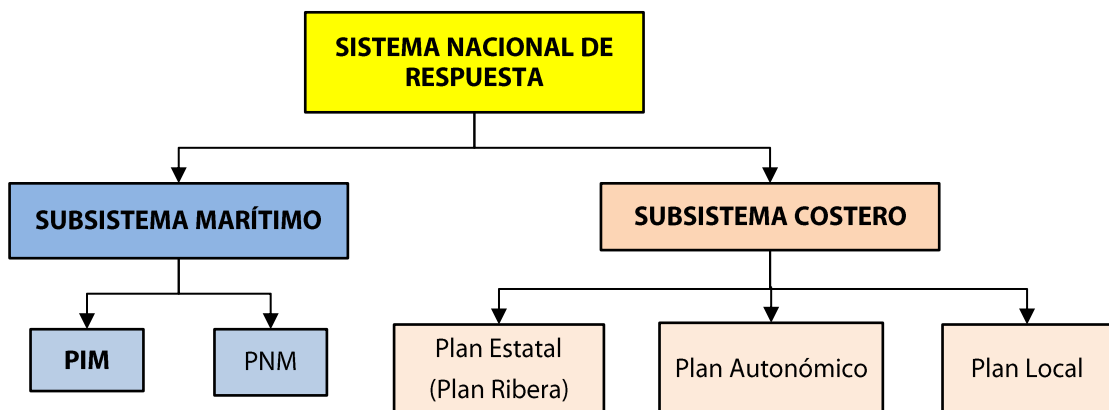 SISTEMA NACIONAL DE
RESPUESTA
SUBSISTEMA MARÍTIMO
SUBSISTEMA COSTERO
PIM
PNM
Plan Estatal
(Plan Ribera)
Plan Autonómico
Plan Local